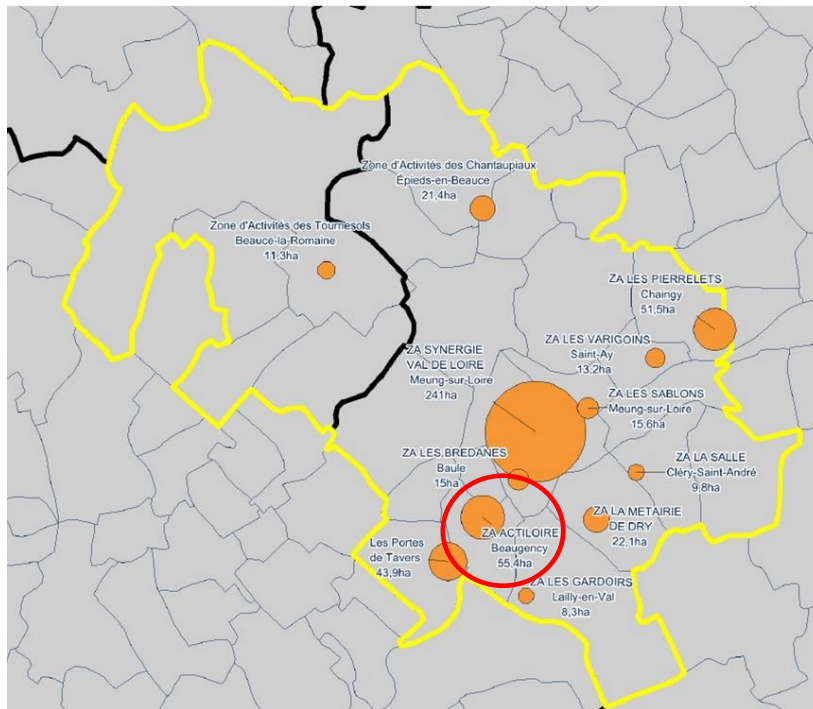 Zone d'Activités des Chantaupiaux
Épieds-en-Beauce
21,4ha
Zone d'Activités des Tournesols
Beauce-la-Romaine
11,3ha
ZA LES PIERRELETS
Chaingy
51,5ha
ZA LES VARIGOINS
Saint-Ay
13,2ha
ZA SYNERGIE
VAL DE LOIRE
Meung-sur-Loire
241ha
ZA LES SABLONS
Meung-sur-Loire
15,6ha
ZA LES BREDANES
Baule
15ha
ZA LA SALLE
Cléry-Saint-André
9,8ha
ZA ACTILOIRE
Beaugency
55,4ha
ZA LA METAIRIE
DE DRY
22,1ha
Les Portes
de Tavers
43,9ha
ZA LES GARDOIRS
Lailly-en-Val
8,3ha